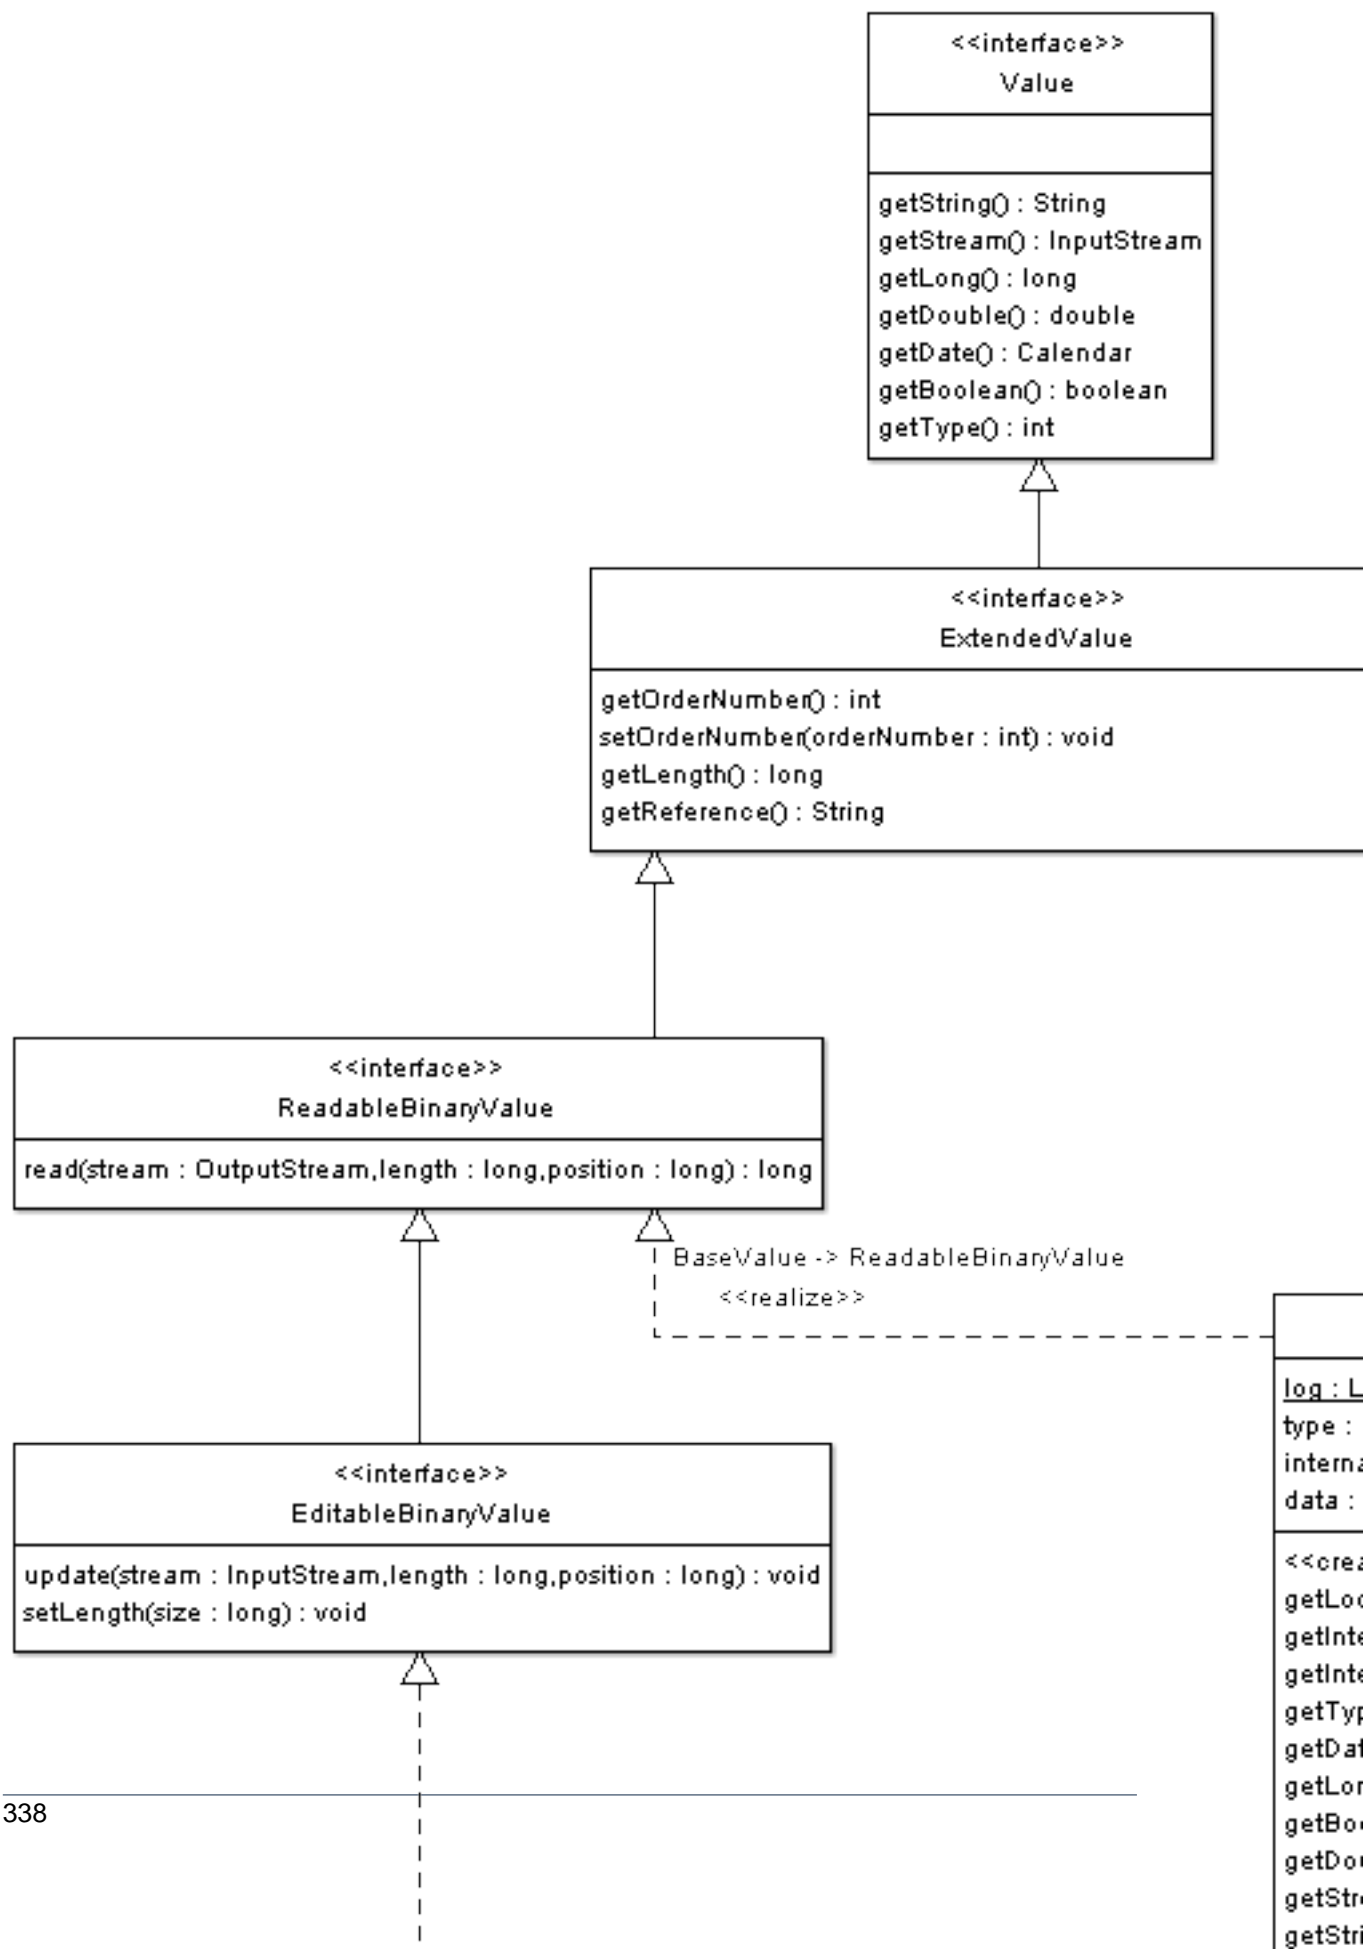 <<interface>>
Value
getString() : String
getStream() : InputStream
getLong() : long
getDouble() : double
getDate() : Calendar
getBoolean() : boolean
getType() : int
<<interface>>
ExtendedValue
getOrderNumber() : int
setOrderNumber(orderNumber : int) : void
getLength() : long
getReference() : String
<<interface>>
ReadableBinaryValue
read(stream : OutputStream,length : long,position : long) : long
BaseValue -> ReadableBinaryValue
<<realize>>
<<interface>>
EditableBinaryValue
update(stream : InputStream,length : long,position : long) : void
setLength(size : long) : void
log :
type :
data :
338